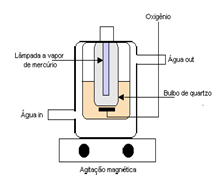 Oxigênio
Lâmpada a vapor
de mercúrio
Água out
Bulbo de quartzo
Água in
Agitação magnética